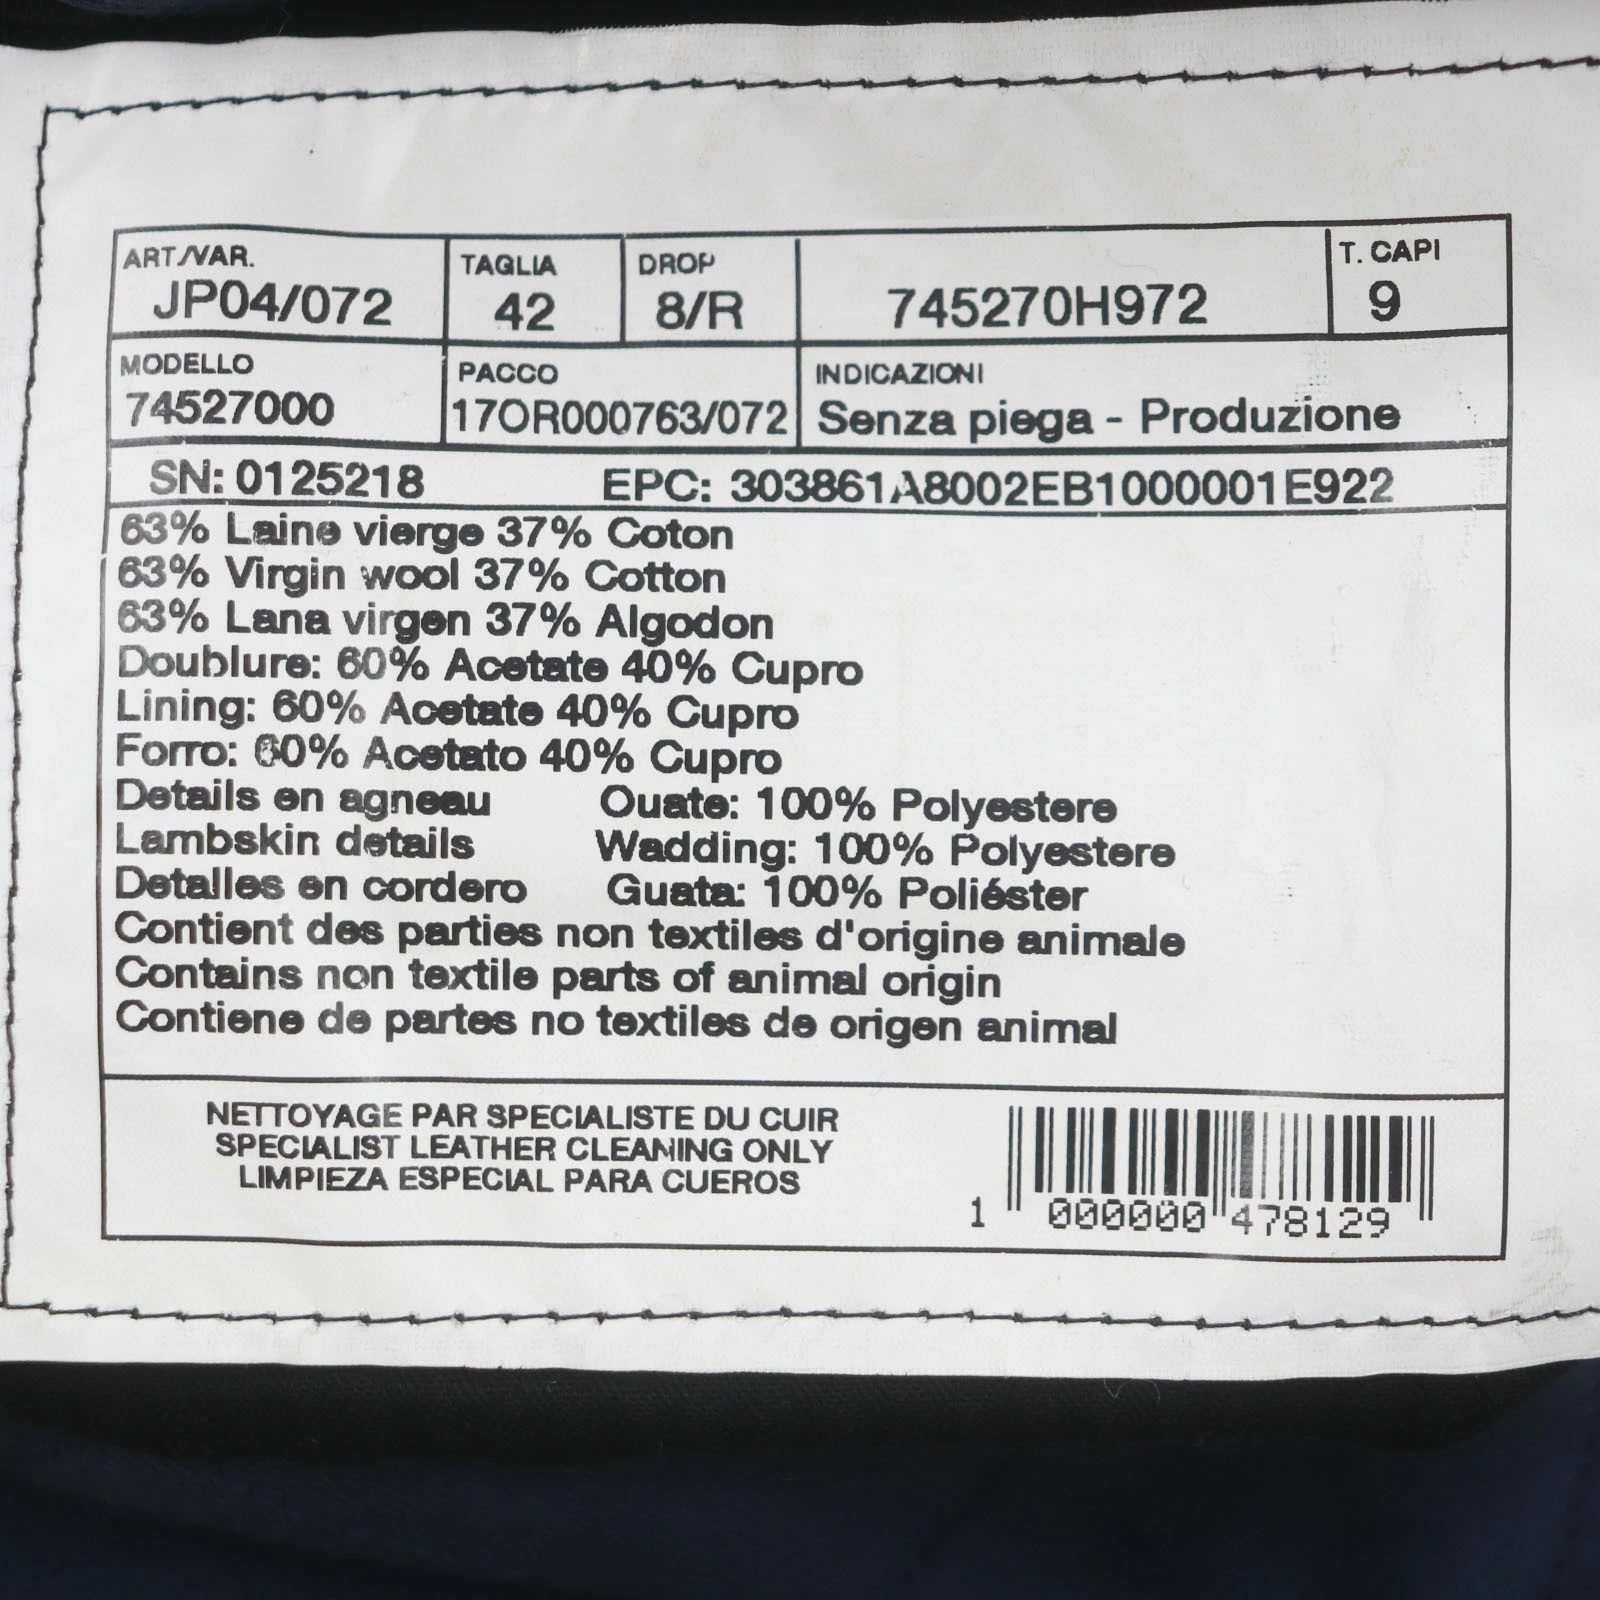 ART./VAR. TAGLIA DROP T. CAPI
JP04/072 42 8/R 745270H972 9
MODELLO PACCO INDICAZIONI
74527000 17OR000763/072 Senza piega - Produzione
SN: 0125218 EPC: 303861A8002EB1000001E922
63% Laine vierge 37% Coton
63% Virgin wool 37% Cotton
63% Lana virgen 37% Algodon
Doublure: 60% Acetate 40% Cupro
Lining: 60% Acetate 40% Cupro
Forro: 60% Acetato 40% Cupro
Details en agneau Ouate: 100% Polyestere
Lambskin details Wadding: 100% Polyestere
Detalles en cordero Guata: 100% Poliéster
Contient des parties non textiles d'origine animale
Contains non textile parts of animal origin
Contiene de partes no textiles de origen animal
NETTOYAGE PAR SPECIALISTE DU CUIR
SPECIALIST LEATHER CLEANING ONLY
LIMPIEZA ESPECIAL PARA CUEROS
1 000000 478129